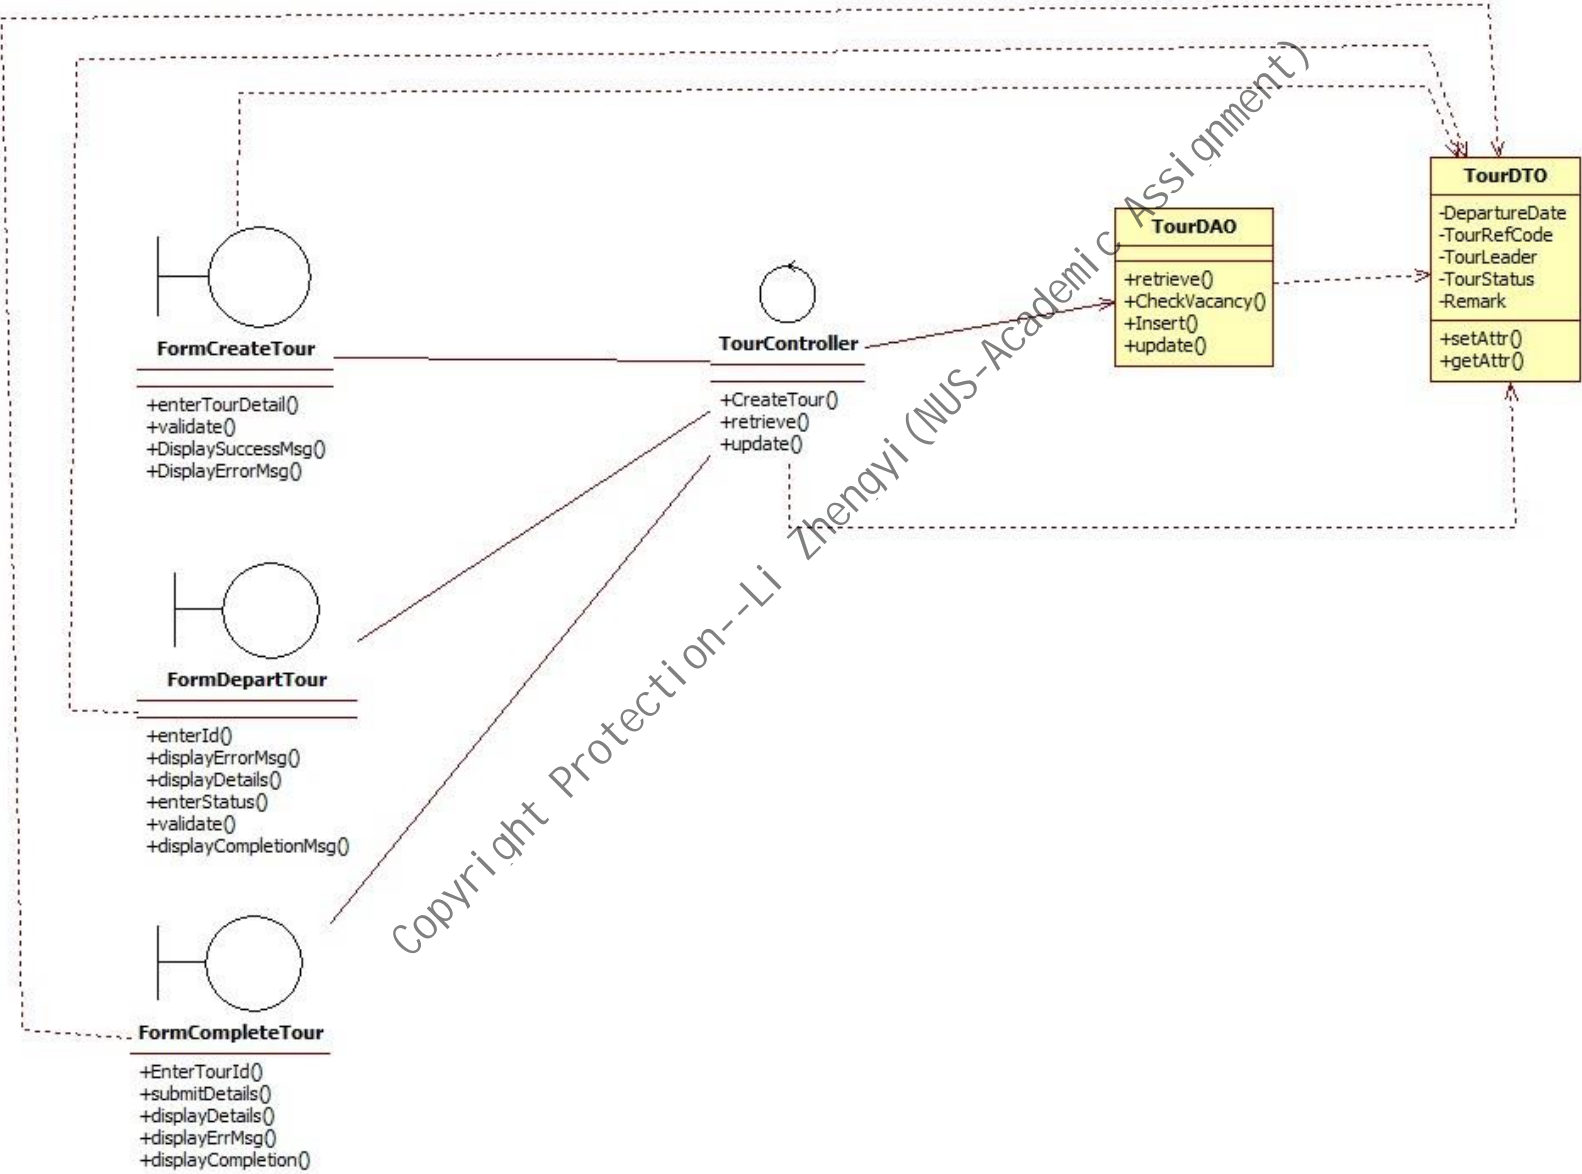 TourDTO
-DepartureDate
-TourRefCode
-TourLeader
-TourStatus
-Remark
+setAttr()
+getAttr()
TourDAO
+retrieve()
+CheckVacancy()
+Insert()
+update()
FormCreateTour
+enterTourDetail()
+validate()
+DisplaySuccessMsg()
+DisplayErrorMsg()
TourController
+CreateTour()
+retrieve()
+update()
FormDepartTour
+enterId()
+displayErrorMsg()
+displayDetails()
+enterStatus()
+validate()
+displayCompletionMsg()
FormCompleteTour
+EnterTourId()
+submitDetails()
+displayDetails()
+displayErrMsg()
+displayCompletion()
Copyright Protection--Li Zhengyi (NUS-Academic Assignment)